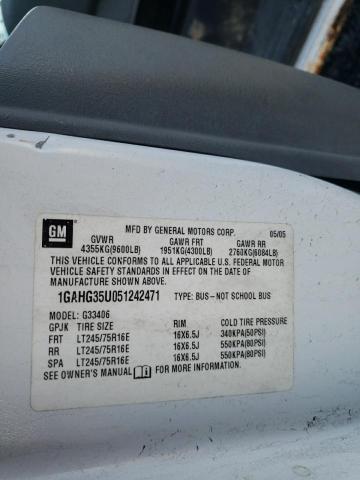 GM
MFD BY GENERAL MOTORS CORP. 05/05
GVWR GAWR FRT GAWR RR
4355KG(9600LB) 1951KG(4300LB) 2760KG(6084LB)
THIS VEHICLE CONFORMS TO ALL APPLICABLE U.S. FEDERAL MOTOR
VEHICLE SAFETY STANDARDS IN EFFECT ON THE DATE OF
MANUFACTURE SHOWN ABOVE.
1GAHG35U051242471 TYPE: BUS-NOT SCHOOL BUS
MODEL: G33406
GPJK TIRE SIZE RIM COLD TIRE PRESSURE
FRT LT245/75R16E 16X6.5J 340KPA(50PSI)
RR LT245/75R16E 16X6.5J 550KPA(80PSI)
SPA LT245/75R16E 16X6.5J 550KPA(80PSI)
SEE OWNER'S MANUAL FOR ADDITIONAL INFORMATION.